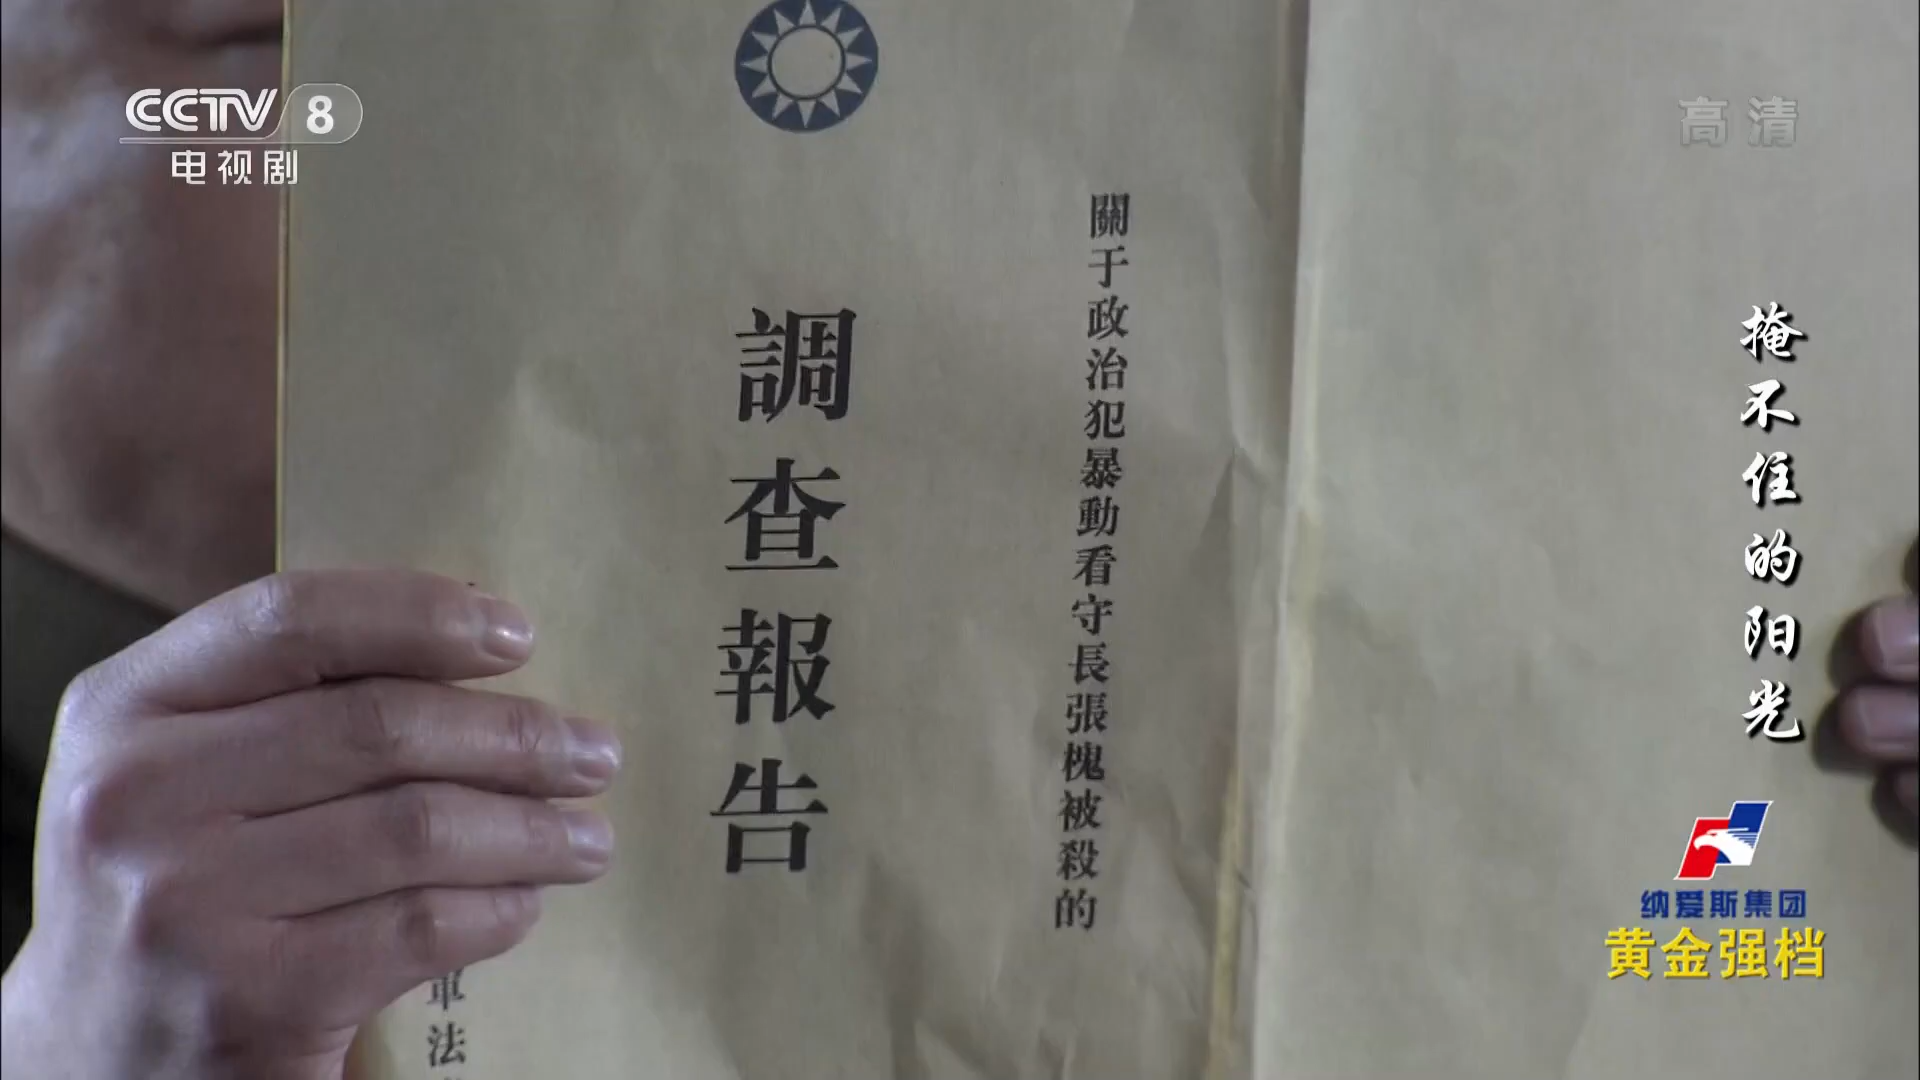 CCTV 8
电视剧
高清
關于政治犯暴動看守長張槐被殺的
調查報告
軍法
掩不住的阳光
纳爱斯集团
黄金强档